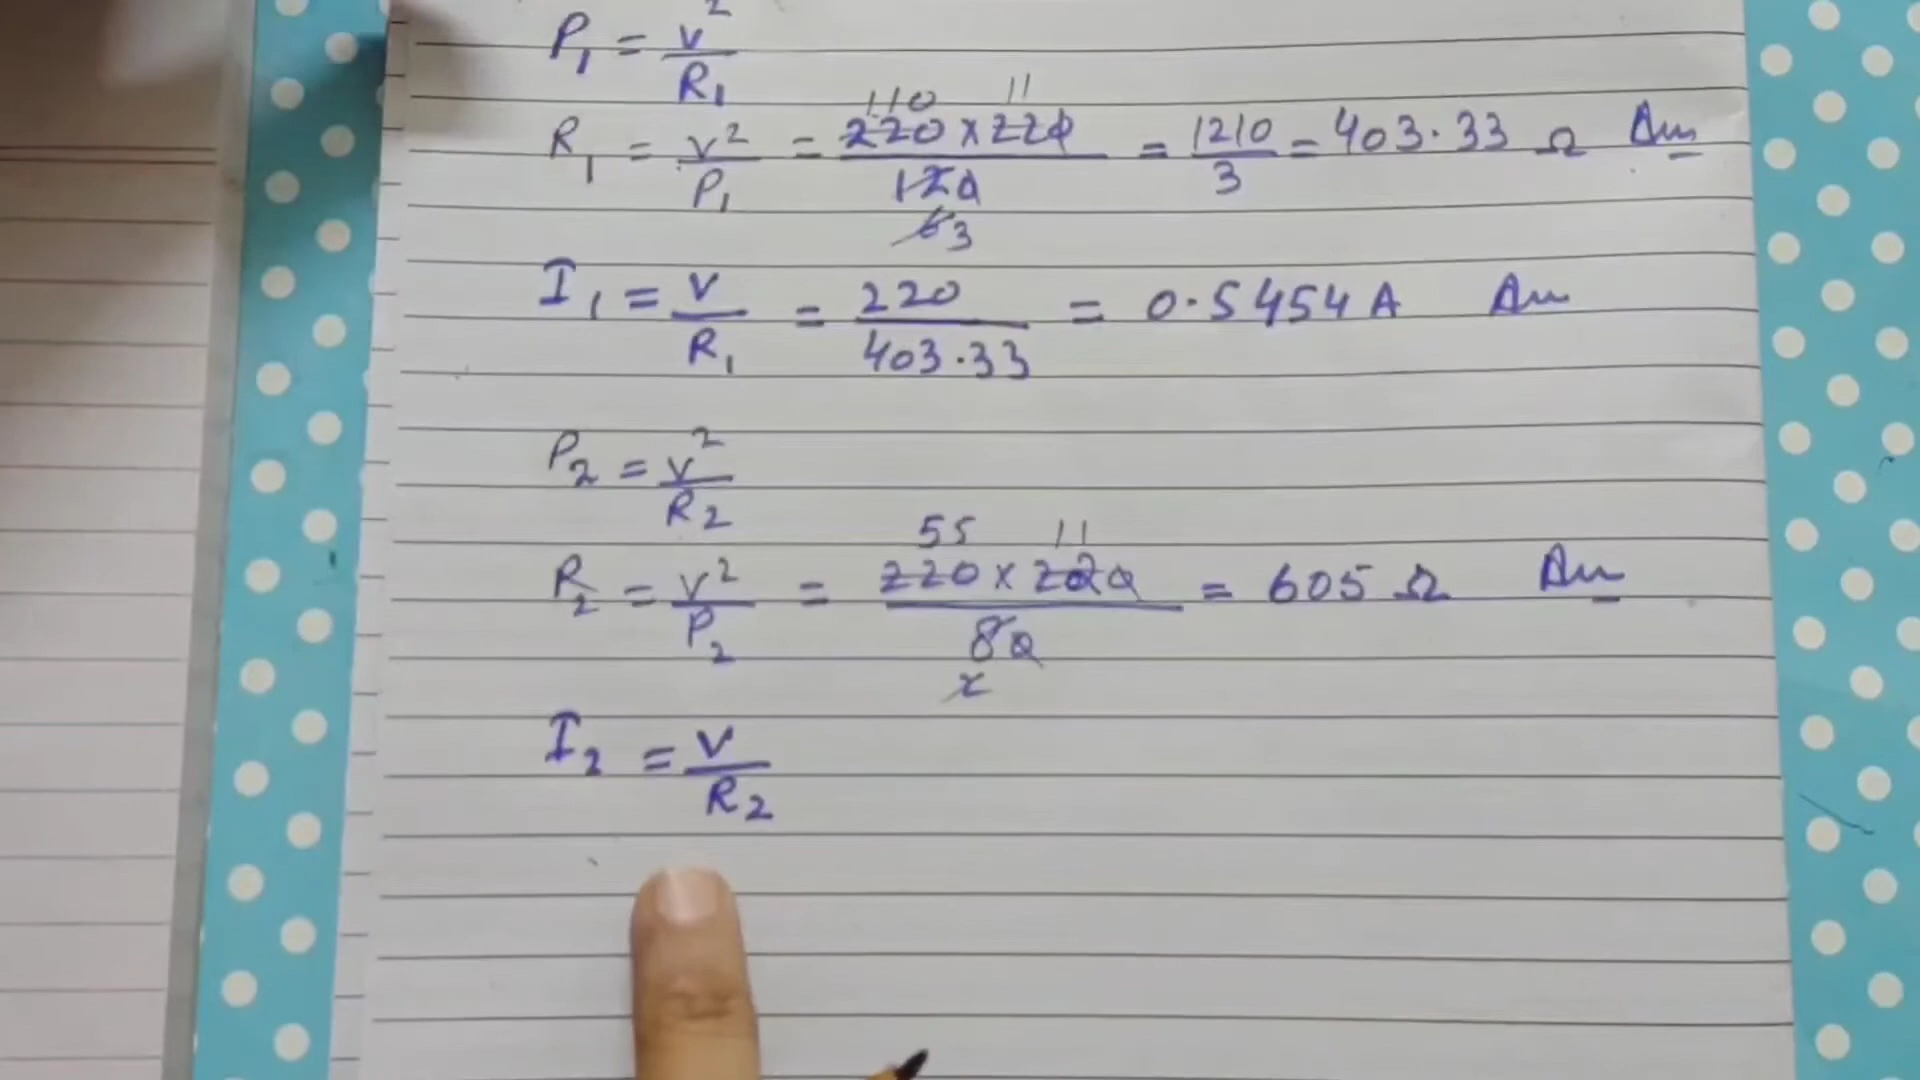 P₁ = V²/R₁
R₁ = V²/P₁ = 220 × 220/120 = 1210/3 = 403.33 Ω Ans
110 11
6 3
I₁ = V/R₁ = 220/403.33 = 0.5454 A Ans
P₂ = V²/R₂
55 11
R₂ = V²/P₂ = 220 × 220/80 = 605 Ω Ans
I₂ = V/R₂